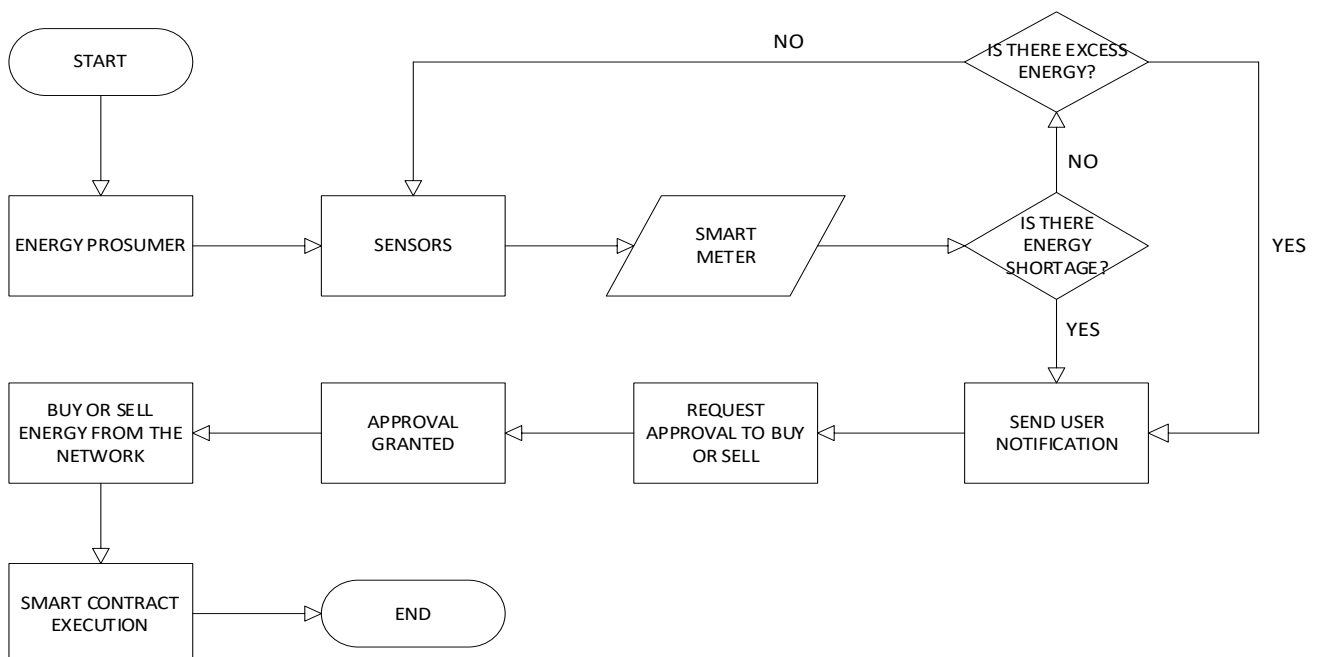 START
NO
IS THERE EXCESS
ENERGY?
NO
ENERGY PROSUMER
SENSORS
SMART
METER
IS THERE
ENERGY
SHORTAGE?
YES
YES
BUY OR SELL
ENERGY FROM THE
NETWORK
APPROVAL
GRANTED
REQUEST
APPROVAL TO BUY
OR SELL
SEND USER
NOTIFICATION
SMART CONTRACT
EXECUTION
END